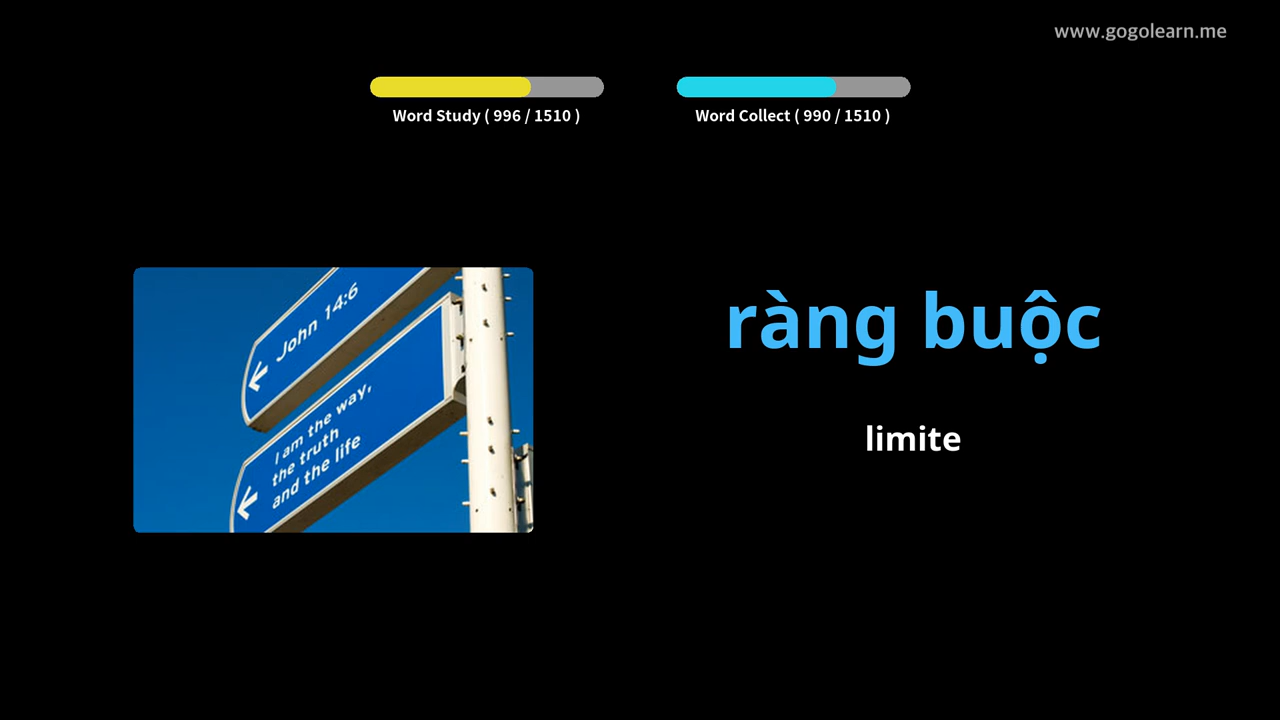 www.gogolearn.me
Word Study ( 996 / 1510 )
Word Collect ( 990 / 1510 )
John 14:6
I am the way,
the truth
and the life
ràng buộc
limite